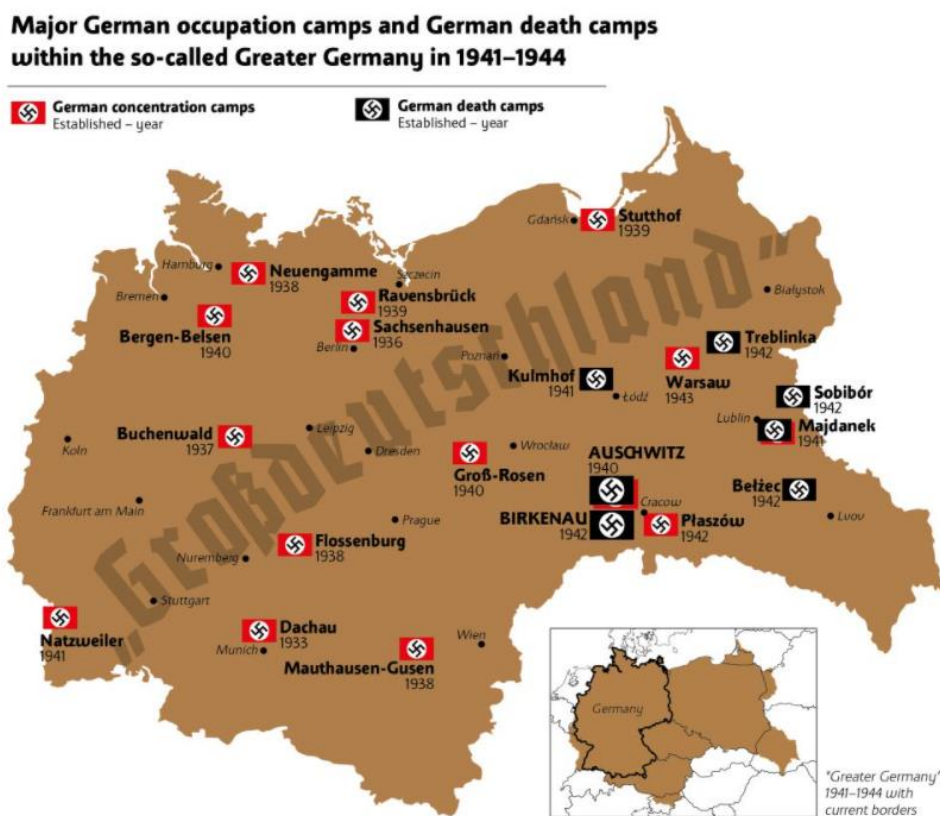 Major German occupation camps and German death camps
within the so-called Greater Germany in 1941–1944
German concentration camps
Established – year
German death camps
Established – year
„Großdeutschland”
Gdańsk
Stutthof
1939
Hamburg
Neuengamme
1938
Szczecin
Bremen
Ravensbrück
1939
Białystok
Bergen-Belsen
1940
Sachsenhausen
1936
Berlin
Treblinka
1942
Poznań
Warsaw
1943
Kulmhof
1941
Łódź
Sobibór
1942
Lublin
Majdanek
1941
Buchenwald
1937
Leipzig
Koln
Dresden
Wrocław
Groß-Rosen
1940
AUSCHWITZ
1940
Bełżec
1942
Frankfurt am Main
Cracow
Lvov
Prague
BIRKENAU
1942
Płaszów
1942
Flossenburg
1938
Nuremberg
Stuttgart
Natzweiler
1941
Dachau
1933
Munich
Wien
Mauthausen-Gusen
1938
Germany
"Greater Germany"
1941–1944 with
current borders